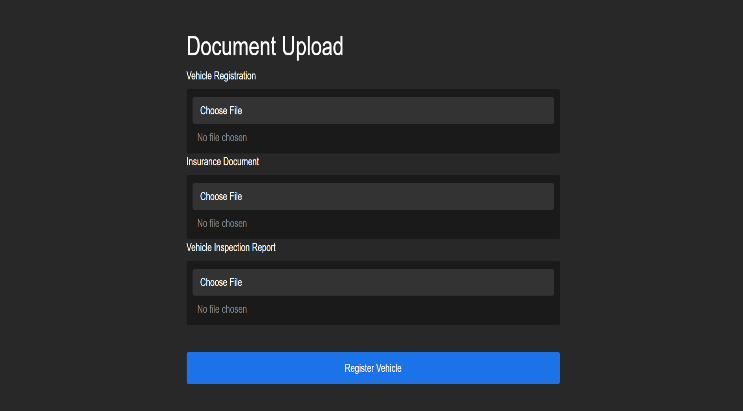 Document Upload
Vehicle Registration
Choose File
No file chosen
Insurance Document
Choose File
No file chosen
Vehicle Inspection Report
Choose File
No file chosen
Register Vehicle